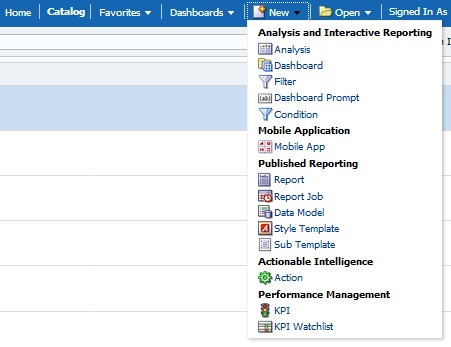 Home Catalog Favorites Dashboards New Open Signed In As
Analysis and Interactive Reporting
Analysis
Dashboard
Filter
Dashboard Prompt
Condition
Mobile Application
Mobile App
Published Reporting
Report
Report Job
Data Model
Style Template
Sub Template
Actionable Intelligence
Action
Performance Management
KPI
KPI Watchlist